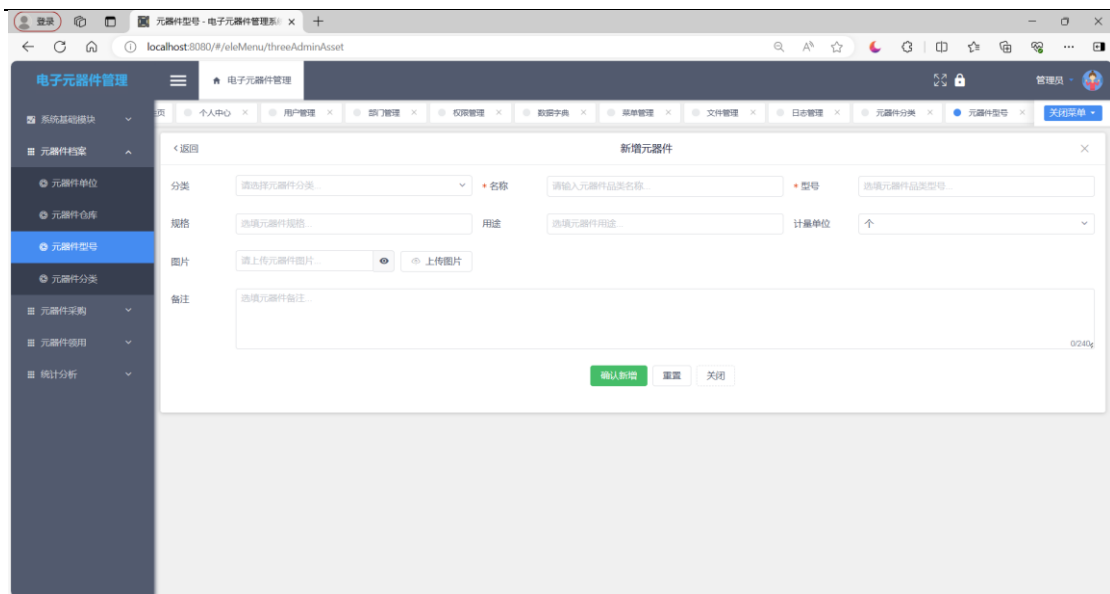 登录
元器件型号 - 电子元器件管理系
localhost:8080/#/eleMenu/threeAdminAsset
电子元器件管理
电子元器件管理
管理员
页 个人中心 用户管理 部门管理 权限管理 数据字典 菜单管理 文件管理 日志管理 元器件分类 元器件型号 关闭菜单
系统基础模块
元器件档案
元器件单位
元器件仓库
元器件型号
元器件分类
元器件采购
元器件领用
统计分析
<返回 新增元器件
分类 请选择元器件分类... * 名称 请输入元器件品类名称... * 型号 选填元器件品类型号...
规格 选填元器件规格... 用途 选填元器件用途... 计量单位 个
图片 请上传元器件图片... 上传图片
备注 选填元器件备注...
0/240
确认新增 重置 关闭